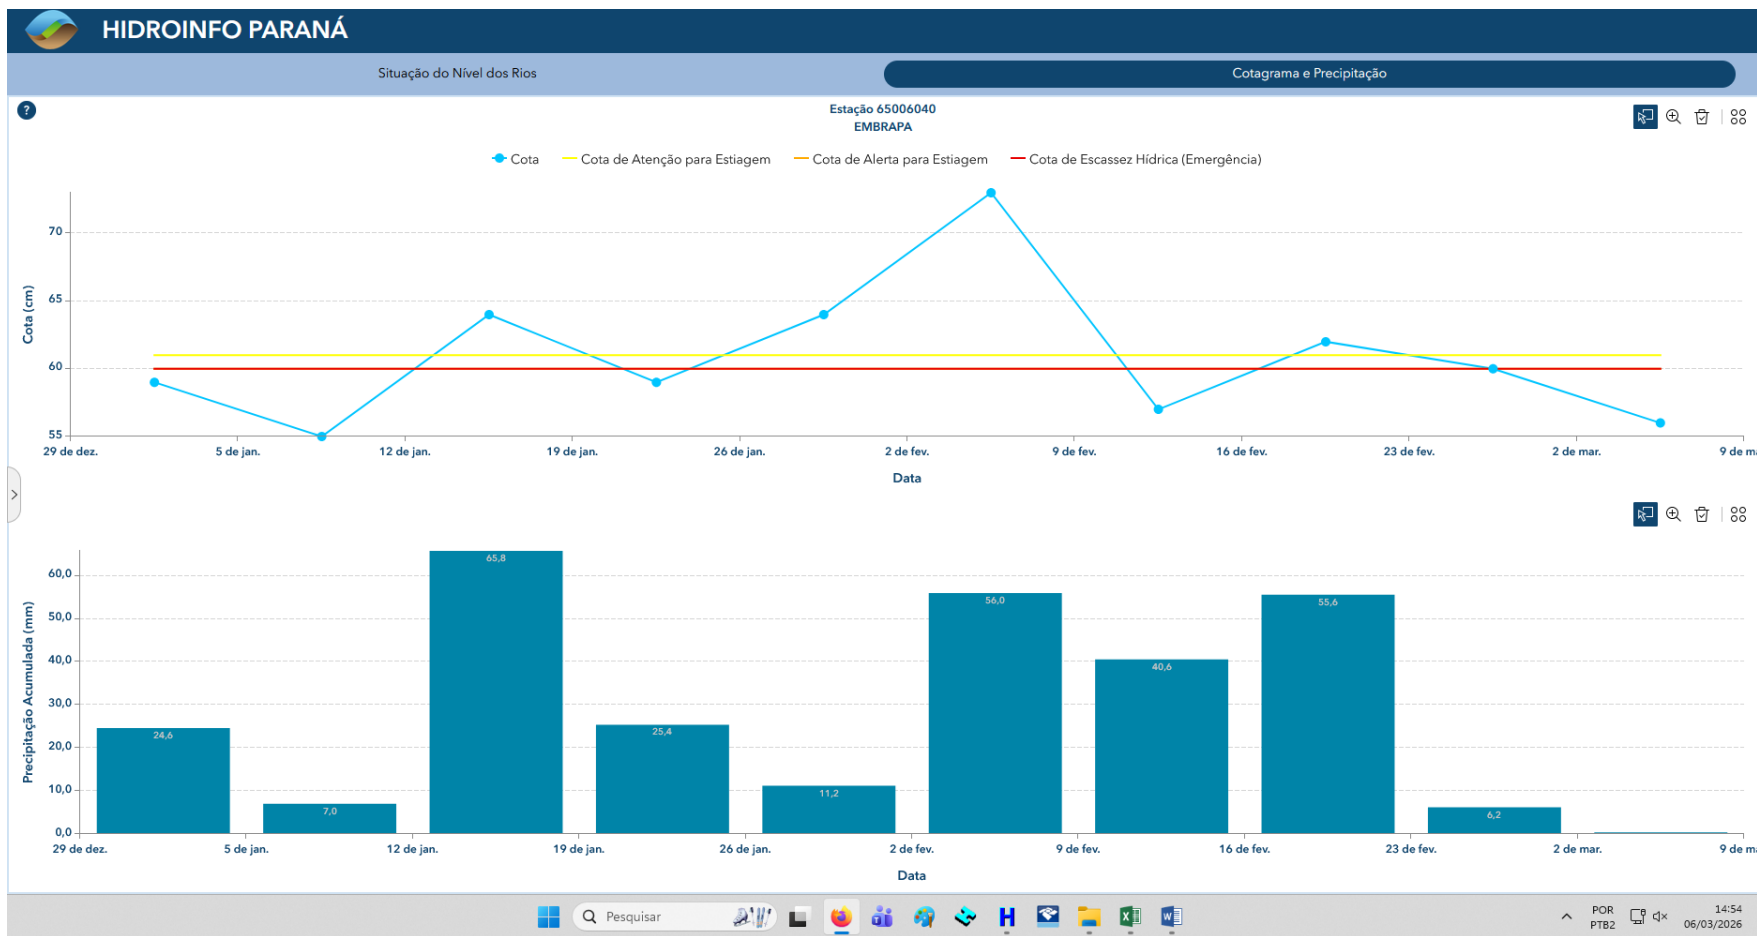 HIDROINFO PARANÁ
Situação do Nível dos Rios
Cotagrama e Precipitação
?
Estação 65006040
EMBRAPA
Cota
Cota de Atenção para Estiagem
Cota de Alerta para Estiagem
Cota de Escassez Hídrica (Emergência)
Cota (cm)
70
65
60
55
29 de dez.
5 de jan.
12 de jan.
19 de jan.
26 de jan.
2 de fev.
9 de fev.
16 de fev.
23 de fev.
2 de mar.
9 de m
Data
Precipitação Acumulada (mm)
60,0
50,0
40,0
30,0
20,0
10,0
0,0
24,6
7,0
65,8
25,4
11,2
56,0
40,6
55,6
6,2
29 de dez.
5 de jan.
12 de jan.
19 de jan.
26 de jan.
2 de fev.
9 de fev.
16 de fev.
23 de fev.
2 de mar.
9 de m
Data
Pesquisar
H
POR
PTB2
14:54
06/03/2026